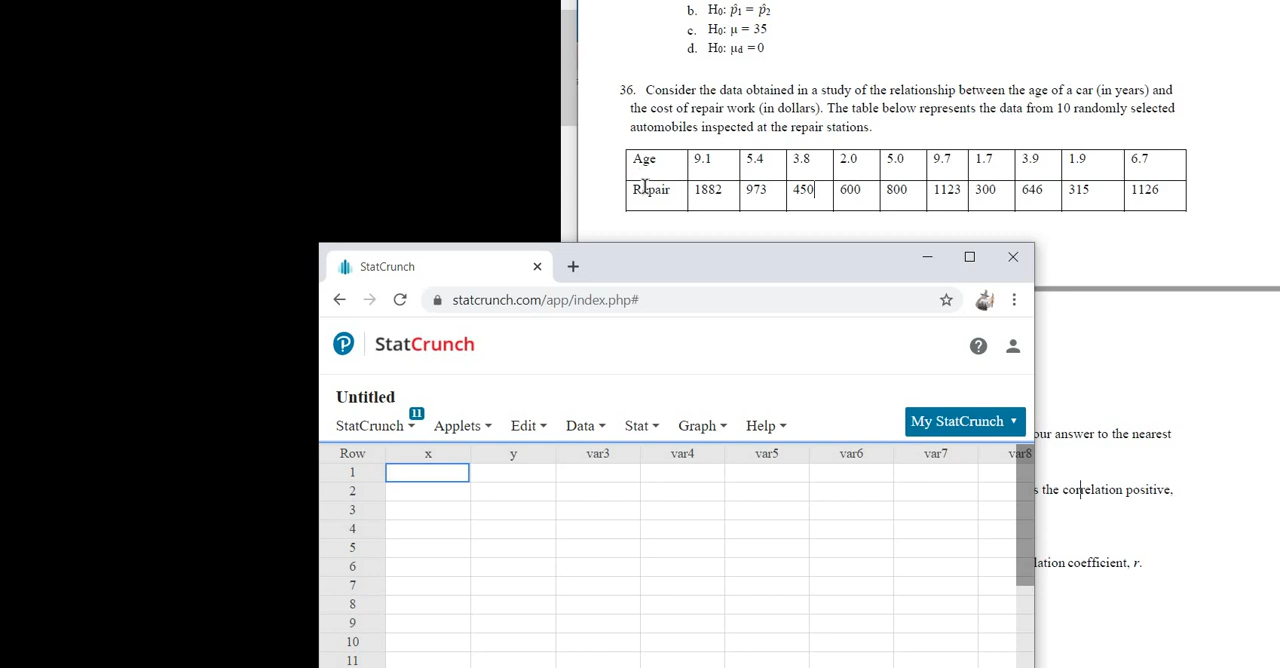 b. H₀: p̂₁ = p̂₂
c. H₀: μ = 35
d. H₀: μd =0
36. Consider the data obtained in a study of the relationship between the age of a car (in years) and
the cost of repair work (in dollars). The table below represents the data from 10 randomly selected
automobiles inspected at the repair stations.
Age 9.1 5.4 3.8 2.0 5.0 9.7 1.7 3.9 1.9 6.7
Repair 1882 973 450 600 800 1123 300 646 315 1126
StatCrunch
statcrunch.com/app/index.php#
StatCrunch
Untitled
StatCrunch 11 Applets Edit Data Stat Graph Help My StatCrunch
our answer to the nearest
Row x y var3 var4 var5 var6 var7 var8
1
2
s the correlation positive,
3
4
5
6
lation coefficient, r.
7
8
9
10
11